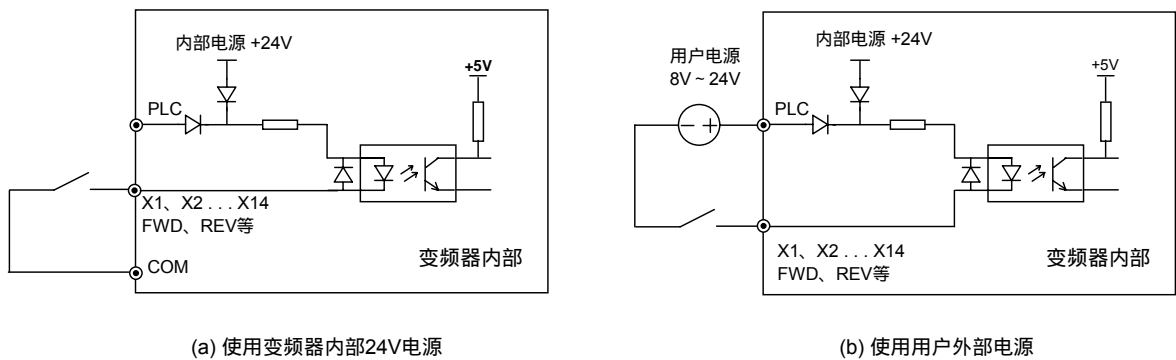 内部电源 +24V
+5V
PLC
X1、X2 . . . X14
FWD、REV等
COM
变频器内部
(a) 使用变频器内部24V电源
用户电源
8V ~ 24V
内部电源 +24V
+5V
PLC
X1、X2 . . . X14
FWD、REV等
变频器内部
(b) 使用用户外部电源